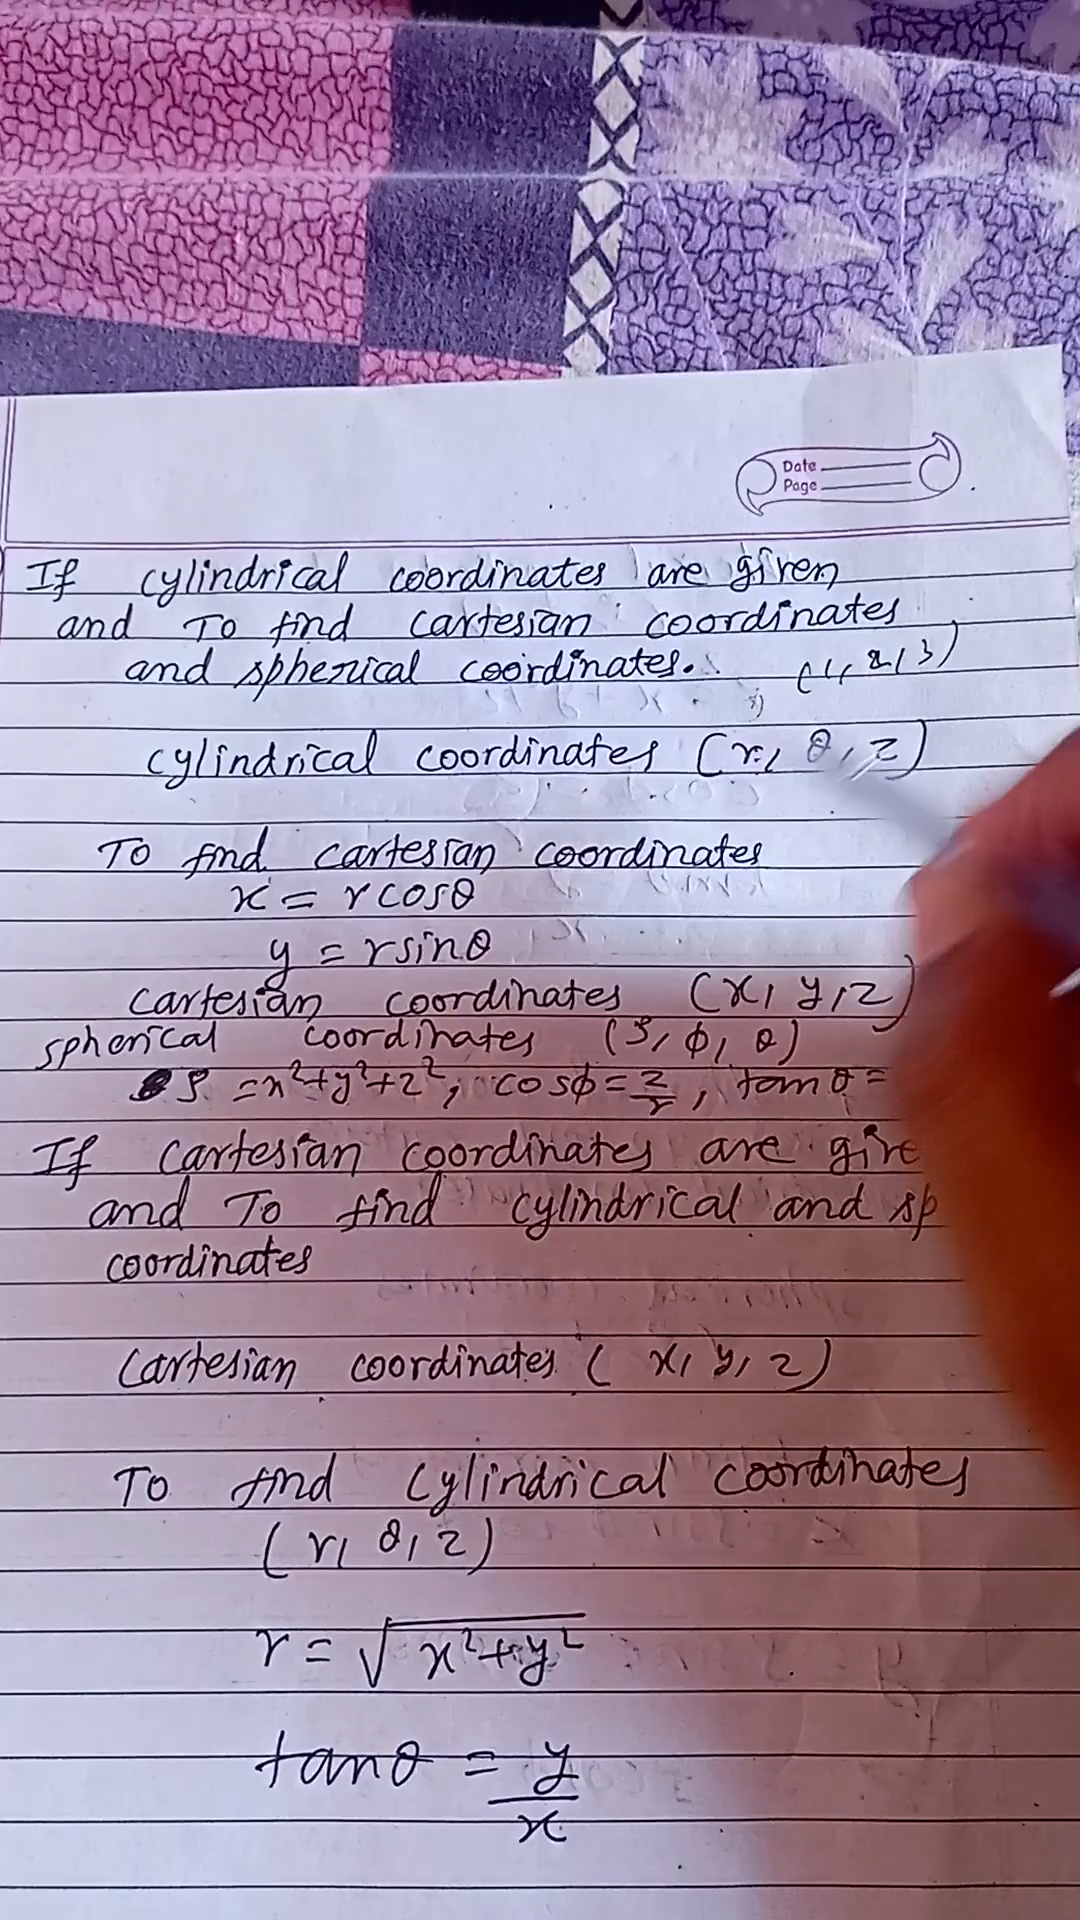 Date
Page
If cylindrical coordinates are given
and To find cartesian coordinates
and spherical coordinates. (1, 2, 3)
cylindrical coordinates (r, θ, z)
To find cartesian coordinates
x = r cosθ
y = r sinθ
cartesian coordinates (x, y, z)
spherical coordinates (ρ, φ, θ)
ρ = x²+y²+z², cosφ = z/r, tanθ =
If cartesian coordinates are give
and To find cylindrical and sp
coordinates
cartesian coordinates (x, y, z)
To find cylindrical coordinates
(r, θ, z)
r = √x²+y²
tanθ = y/x